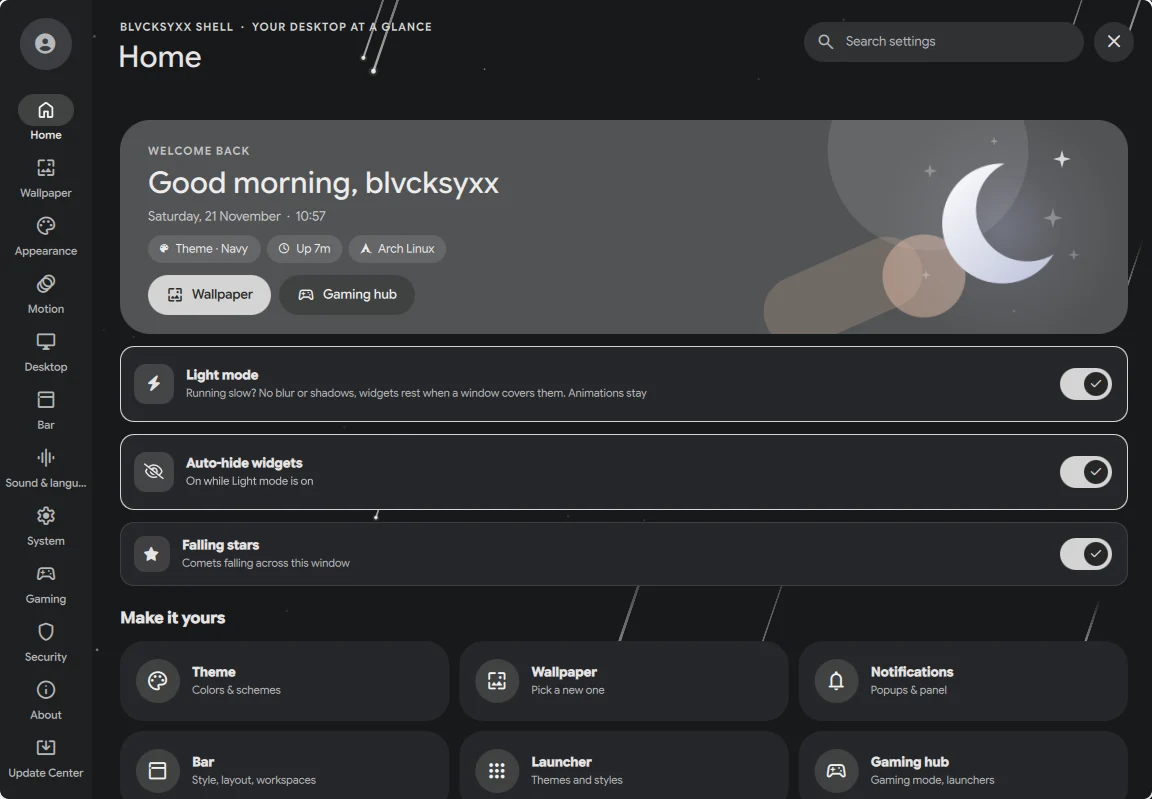 BLVCKSYXX SHELL · YOUR DESKTOP AT A GLANCE
Home
Search settings
Home
Wallpaper
Appearance
Motion
Desktop
Bar
Sound & langu...
System
Gaming
Security
About
Update Center
WELCOME BACK
Good morning, blvcksyxx
Saturday, 21 November · 10:57
Theme · Navy
Up 7m
Arch Linux
Wallpaper
Gaming hub
Light mode
Running slow? No blur or shadows, widgets rest when a window covers them. Animations stay
Auto-hide widgets
On while Light mode is on
Falling stars
Comets falling across this window
Make it yours
Theme
Colors & schemes
Wallpaper
Pick a new one
Notifications
Popups & panel
Bar
Style, layout, workspaces
Launcher
Themes and styles
Gaming hub
Gaming mode, launchers